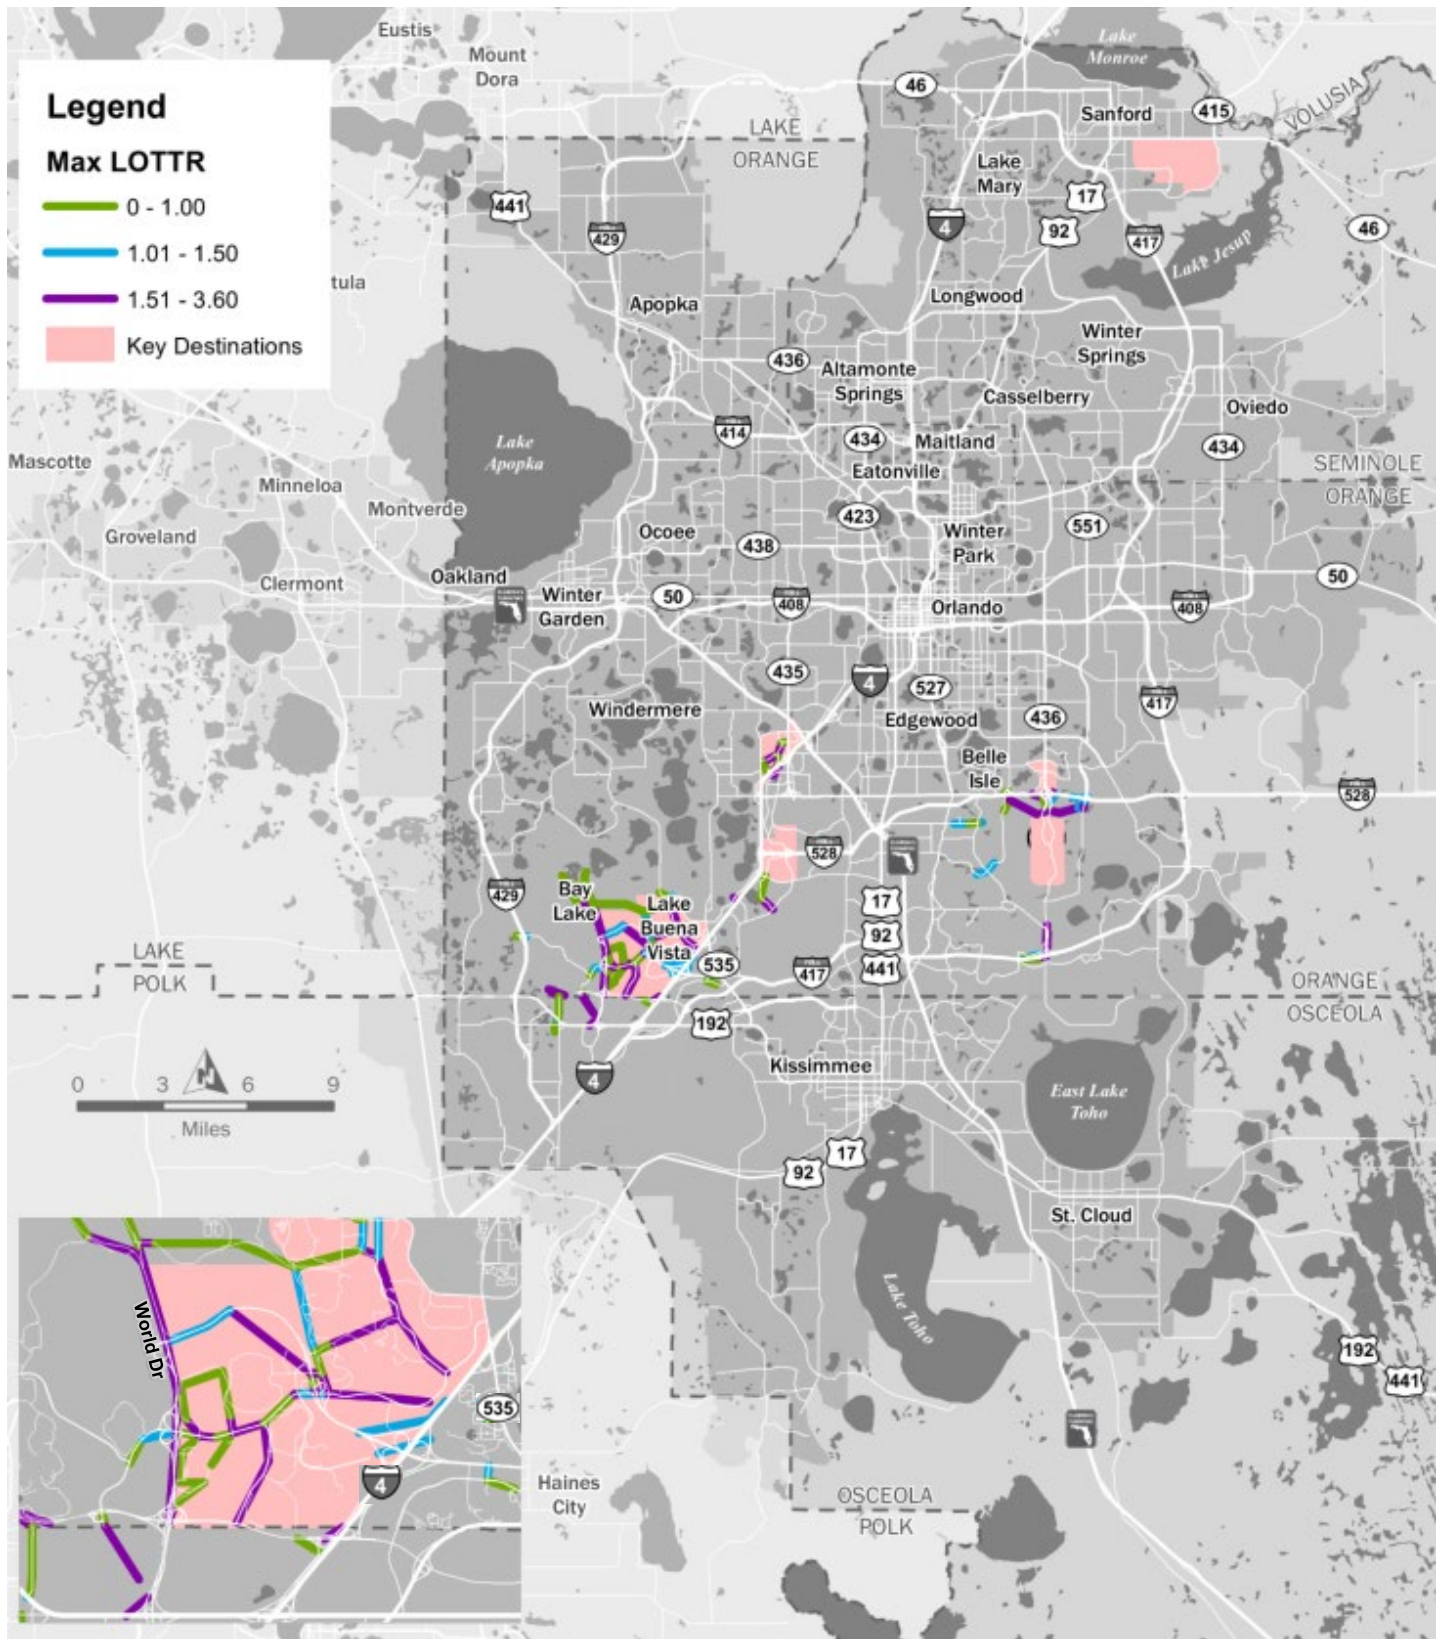 Eustis
Mount
Dora
Lake
Monroe
46
Sanford
415
VOLUSIA
Legend
Max LOTTR
0 - 1.00
1.01 - 1.50
1.51 - 3.60
Key Destinations
LAKE
ORANGE
Lake
Mary
441
429
17
92
4
417
46
Lake Jesup
tula
Apopka
Longwood
Winter
Springs
436
Altamonte
Springs
Casselberry
Oviedo
414
434
Maitland
434
Lake
Apopka
Eatonville
SEMINOLE
ORANGE
Mascotte
Minneloa
Montverde
Groveland
Ocoee
438
423
Winter
Park
551
Clermont
Oakland
Winter
Garden
50
408
Orlando
408
50
435
4
527
Windermere
Edgewood
436
417
Belle
Isle
528
528
Bay
Lake
429
Lake
Buena
Vista
17
92
441
535
417
LAKE
POLK
ORANGE
OSCEOLA
192
4
Kissimmee
East Lake
Toho
N
0 3 6 9
Miles
17
92
St. Cloud
Lake Toho
World Dr
535
4
192
441
Haines
City
OSCEOLA
POLK